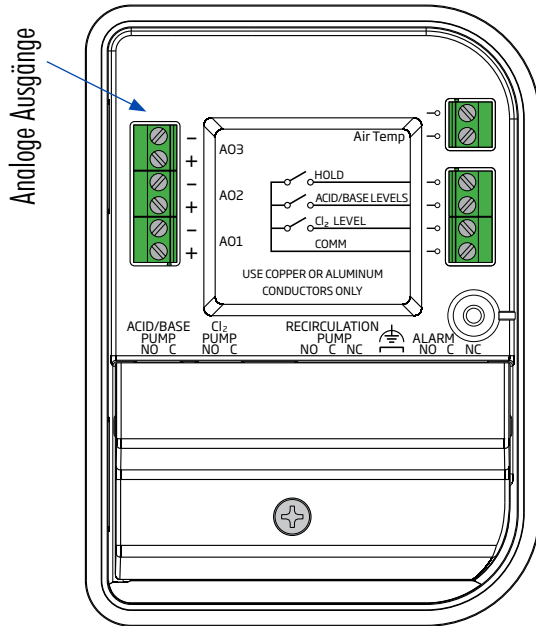 Analoge Ausgänge
−
+
−
+
−
+
AO3
AO2
AO1
Air Temp
HOLD
ACID/BASE LEVELS
Cl₂ LEVEL
COMM
USE COPPER OR ALUMINUM
CONDUCTORS ONLY
ACID/BASE
PUMP
NO C
Cl₂
PUMP
NO C
RECIRCULATION
PUMP
NO C NC
ALARM
NO C NC